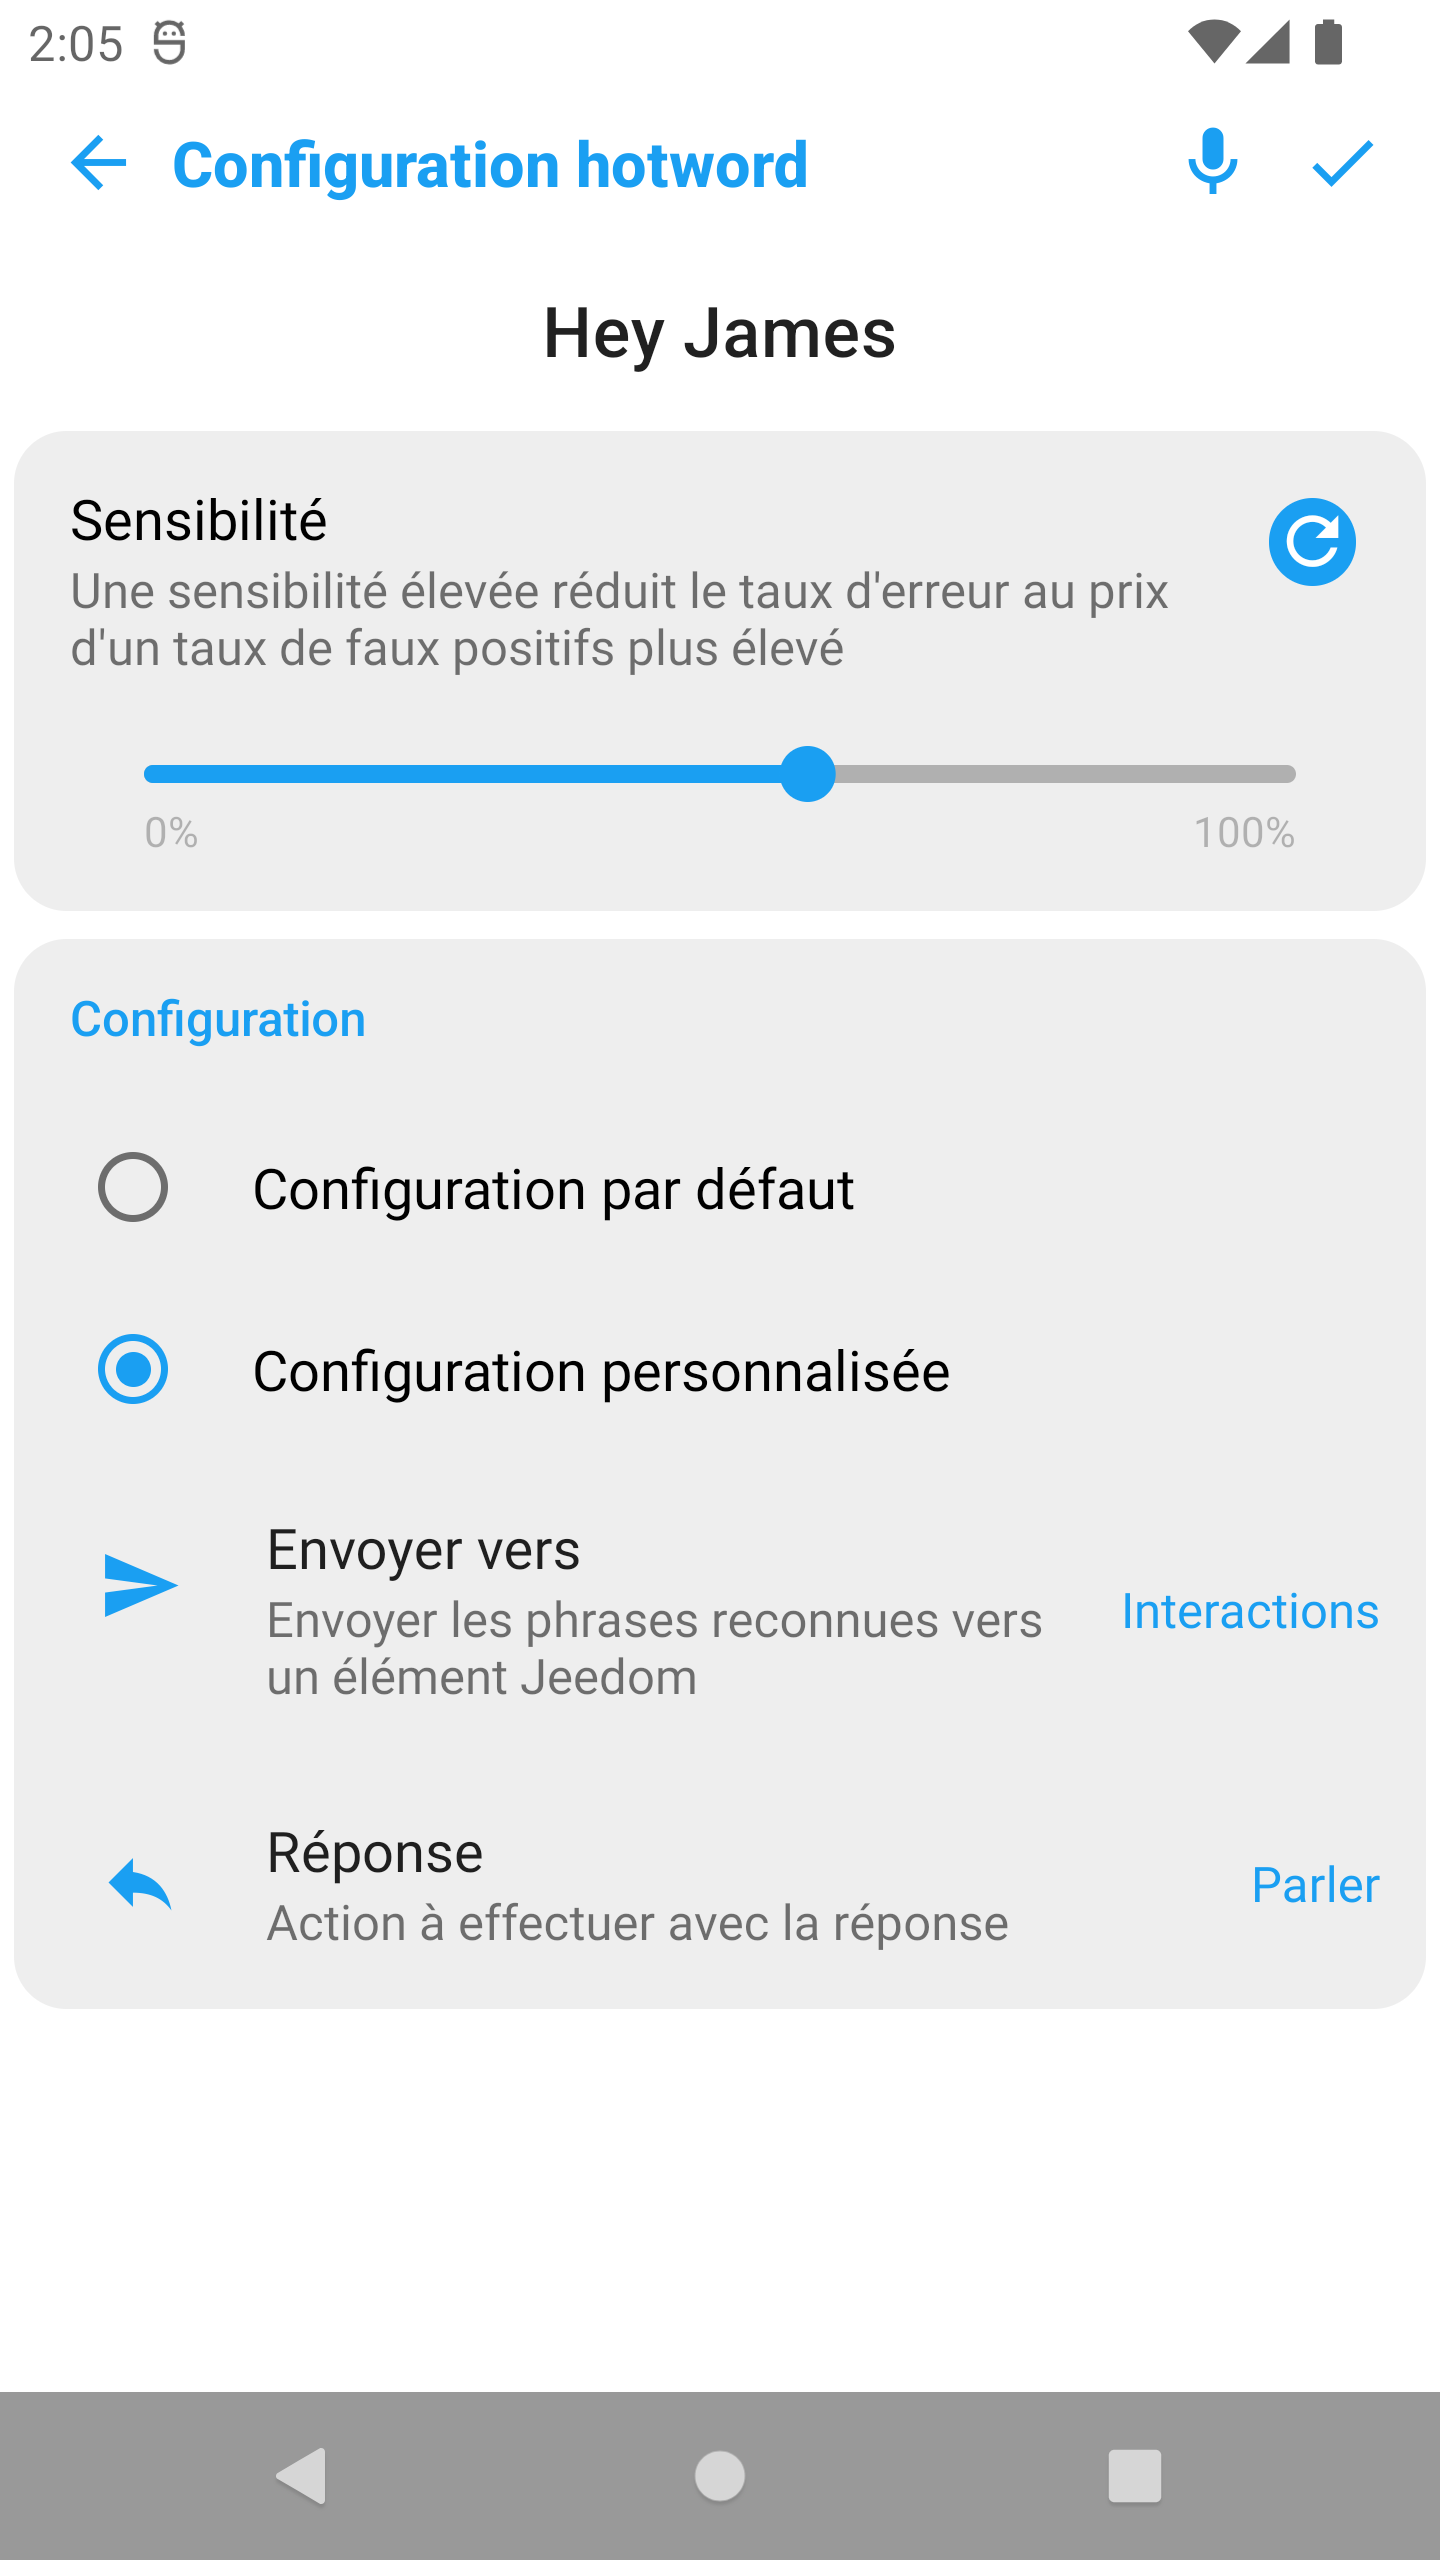 2:05
Configuration hotword
Hey James
Sensibilité
Une sensibilité élevée réduit le taux d'erreur au prix
d'un taux de faux positifs plus élevé
0%
100%
Configuration
Configuration par défaut
Configuration personnalisée
Envoyer vers
Envoyer les phrases reconnues vers
un élément Jeedom
Interactions
Réponse
Action à effectuer avec la réponse
Parler